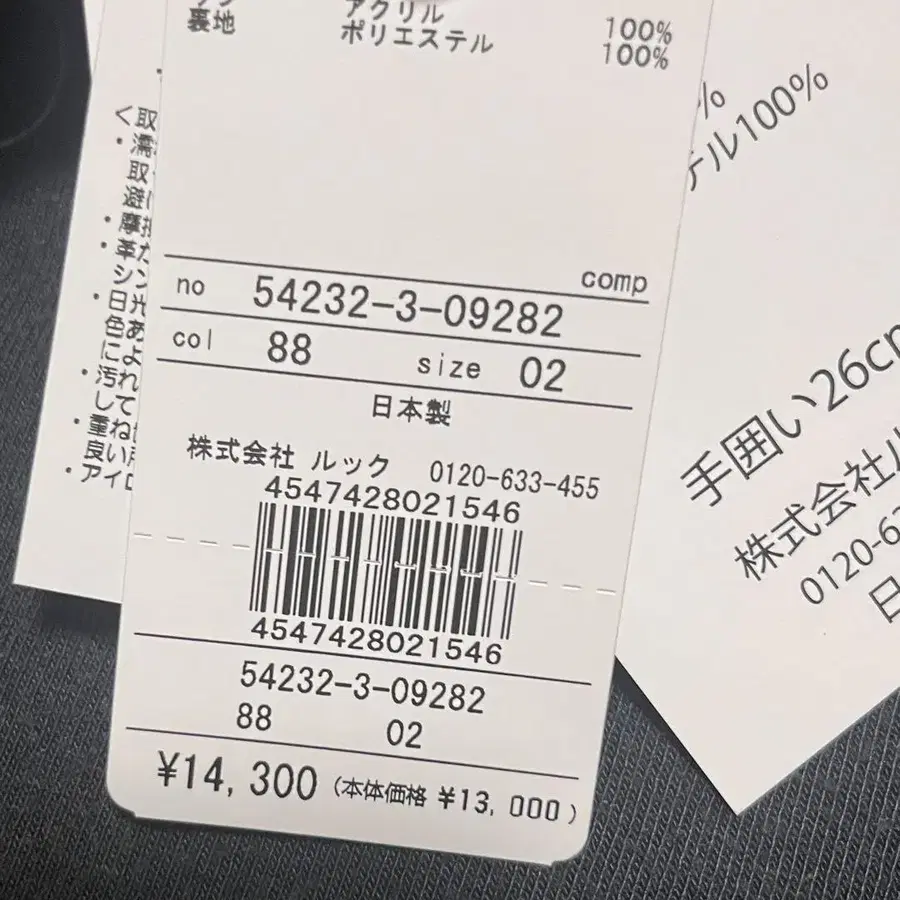 アクリル 100%
裏地 ポリエステル 100%
comp
no 54232-3-09282
col 88 size 02
日本製
株式会社 ルック 0120-633-455
4547428021546
4547428021546
54232-3-09282
88 02
¥14,300 (本体価格 ¥13,000)
<取
・濡
取
避け
・摩擦
・革
シン
・日光
色あ
によ
・汚れ
して
・重ね
良い
・アイロ
%
テル100%
手囲い26cm
株式会社ル
0120-6
日